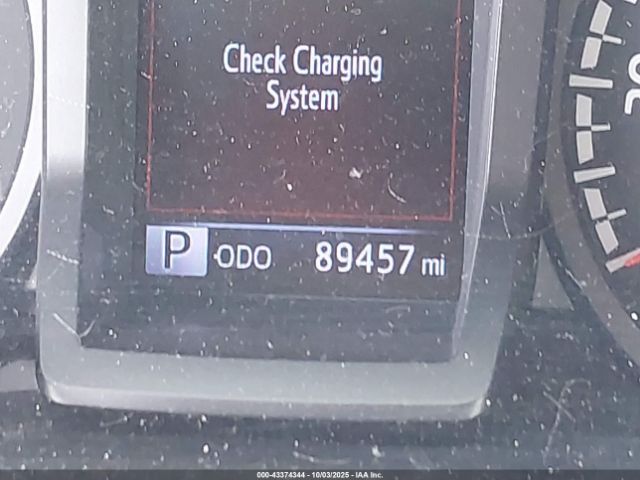 Check Charging
System
P ODO 89457 mi
000-43374344 - 10/03/2025 - IAA Inc.